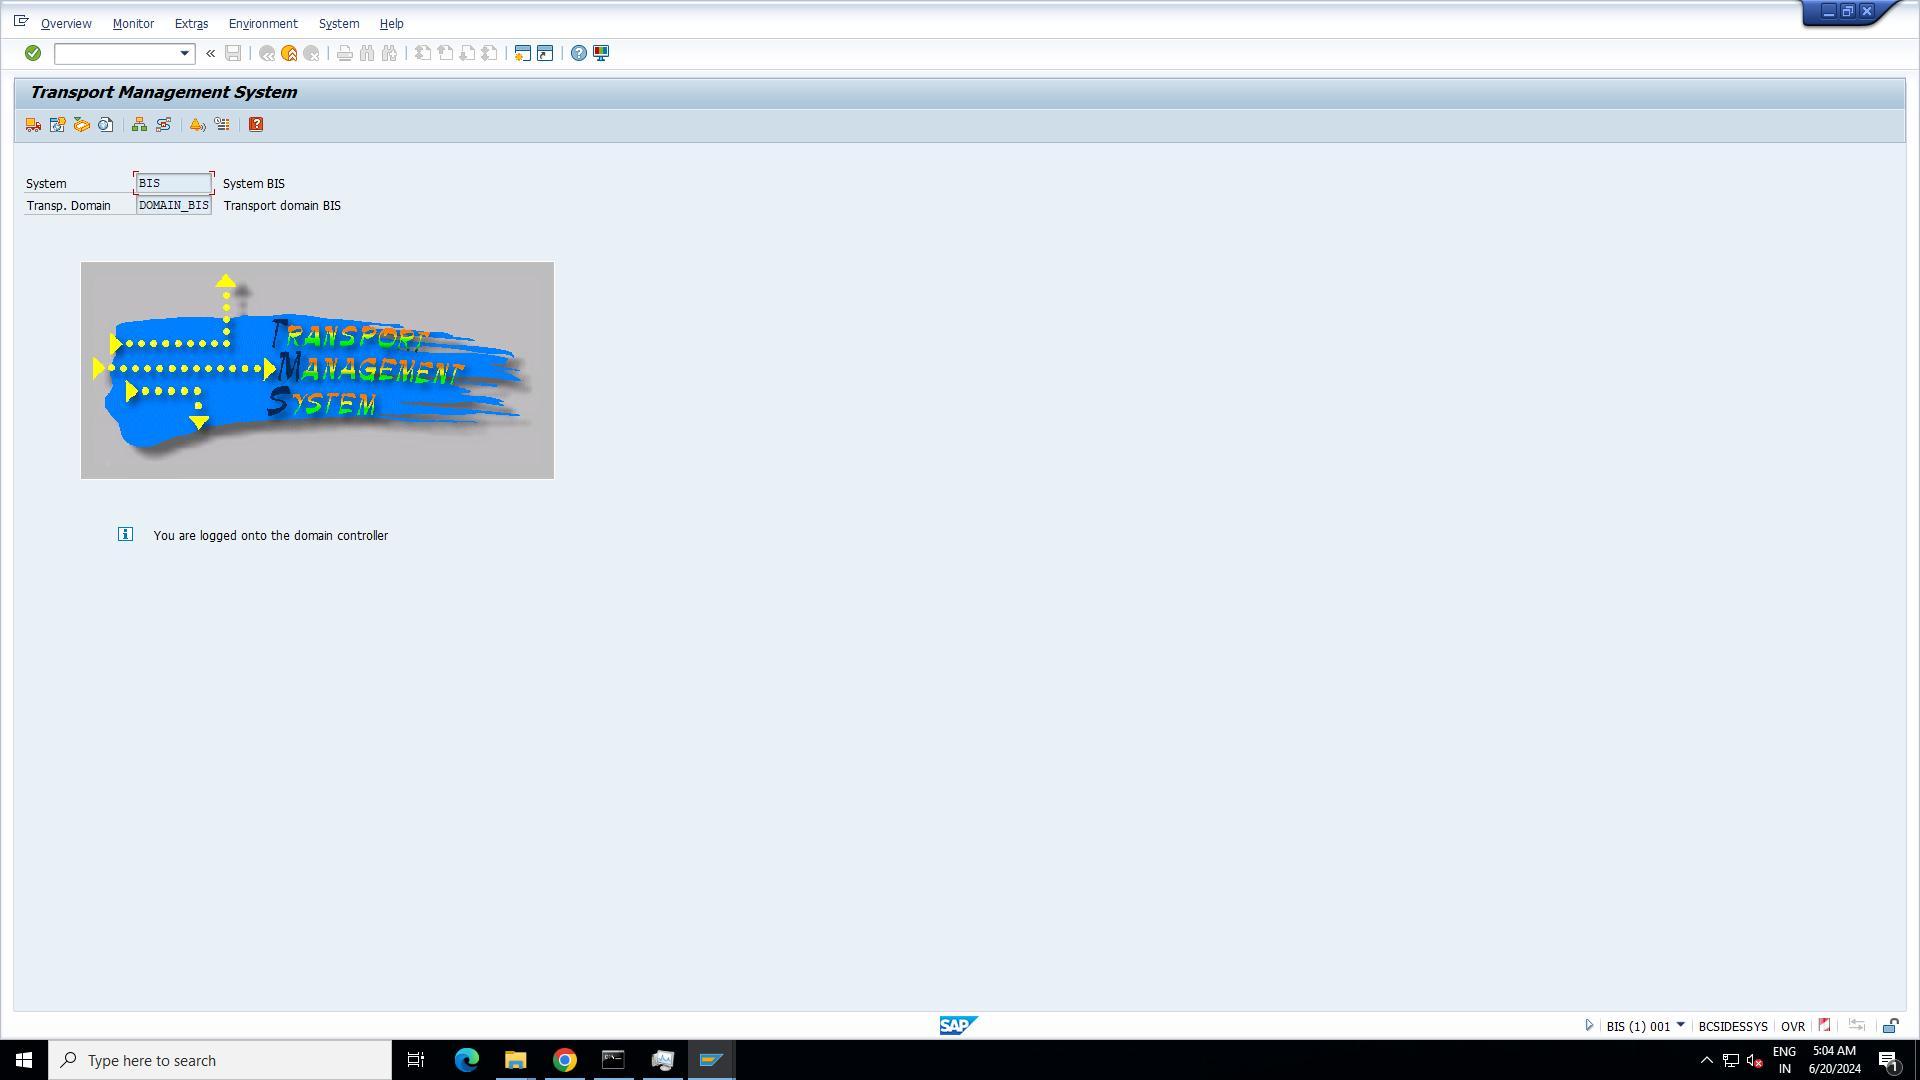 Overview Monitor Extras Environment System Help
Transport Management System
System BIS System BIS
Transp. Domain DOMAIN_BIS Transport domain BIS
TRANSPORT
MANAGEMENT
SYSTEM
You are logged onto the domain controller
SAP BIS (1) 001 BCSIDESSYS OVR
Type here to search
ENG
IN
5:04 AM
6/20/2024
1